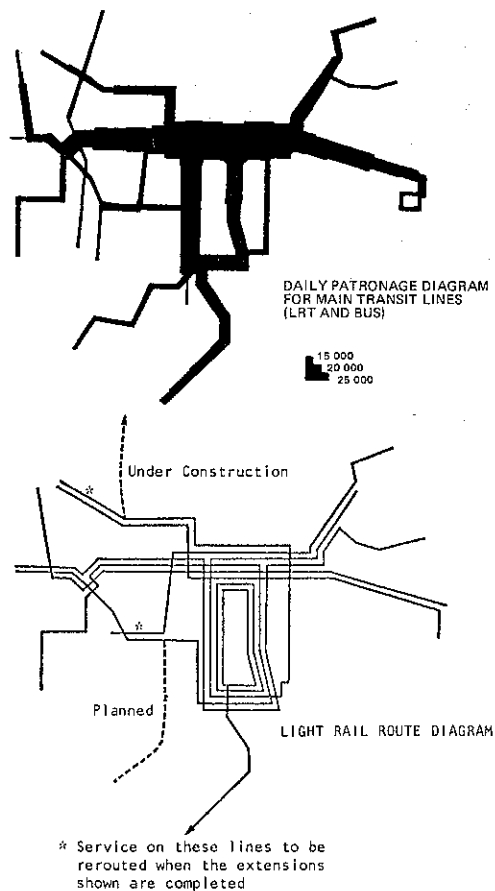 DAILY PATRONAGE DIAGRAM
FOR MAIN TRANSIT LINES
(LRT AND BUS)
15 000
20 000
25 000
Under Construction
*
*
Planned
LIGHT RAIL ROUTE DIAGRAM
* Service on these lines to be
rerouted when the extensions
shown are completed